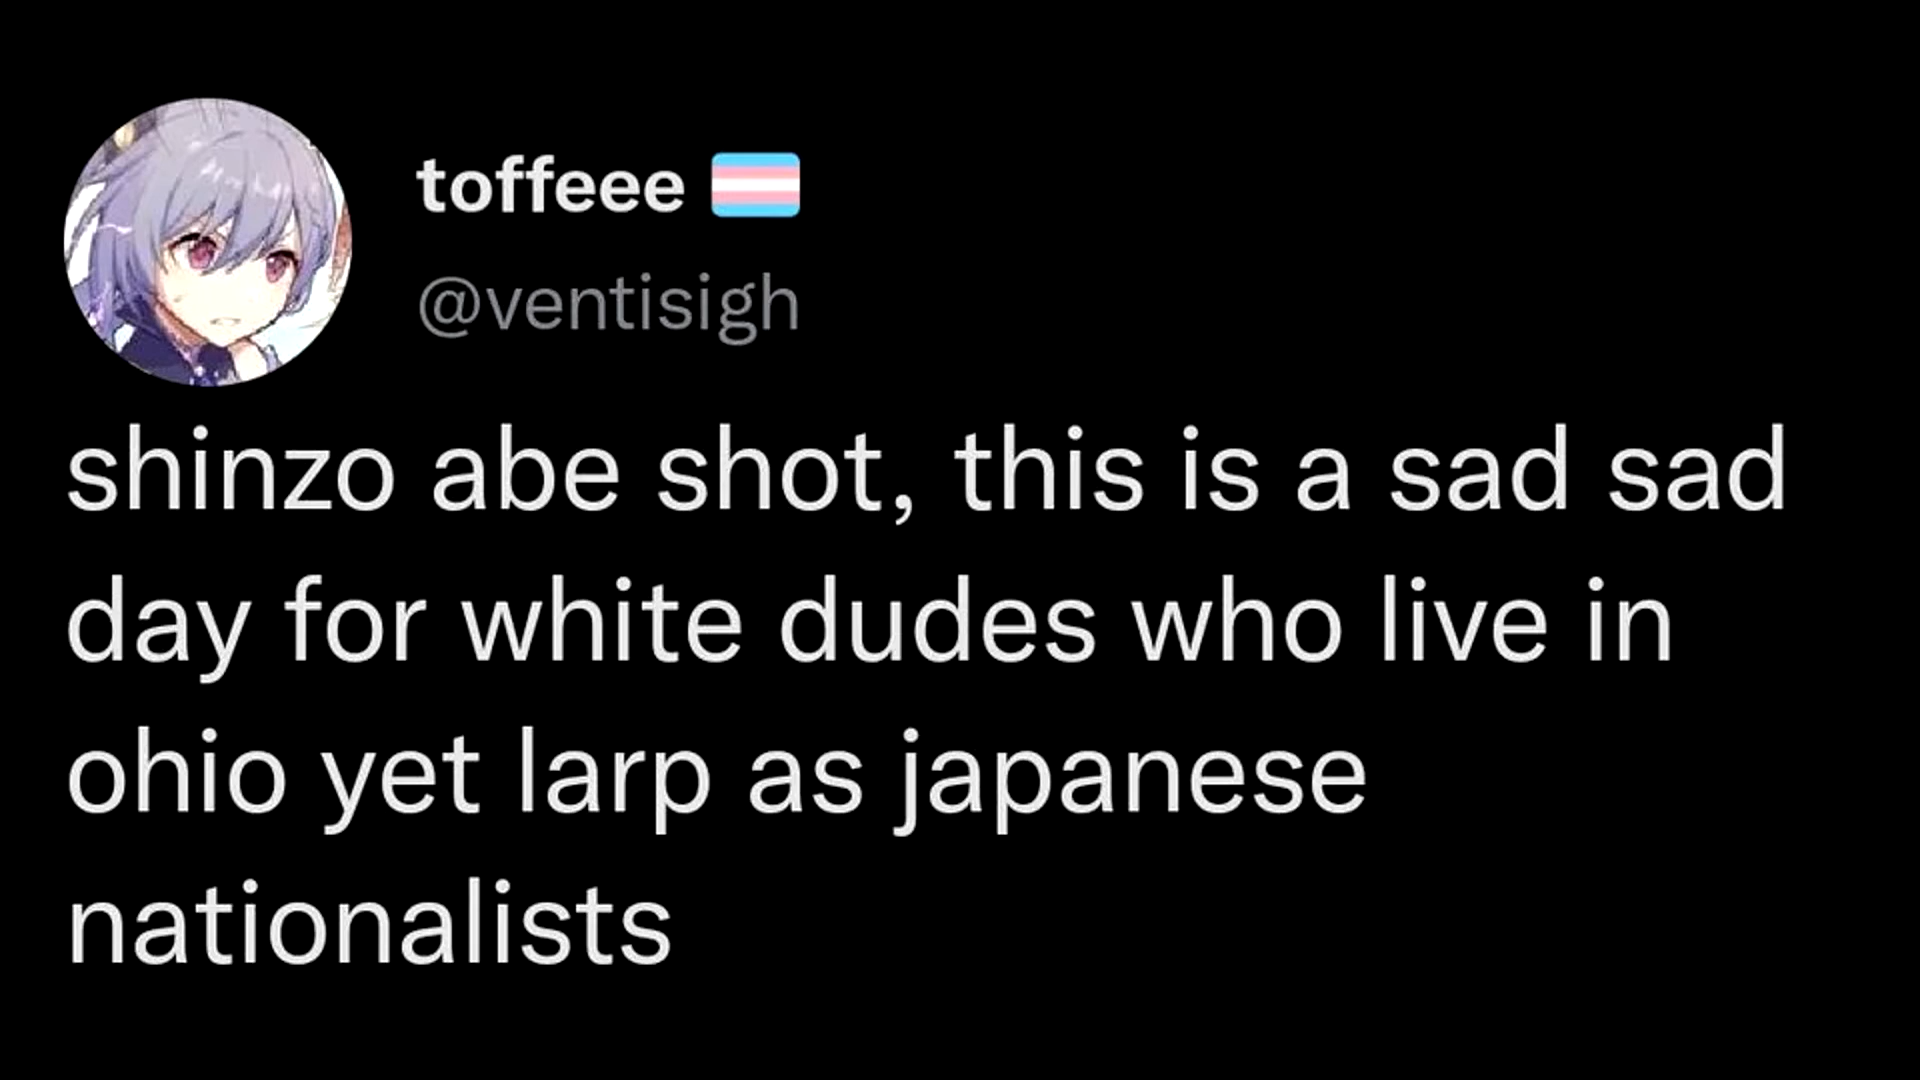 toffeee 🏳️‍⚧️
@ventisigh
shinzo abe shot, this is a sad sad
day for white dudes who live in
ohio yet larp as japanese
nationalists